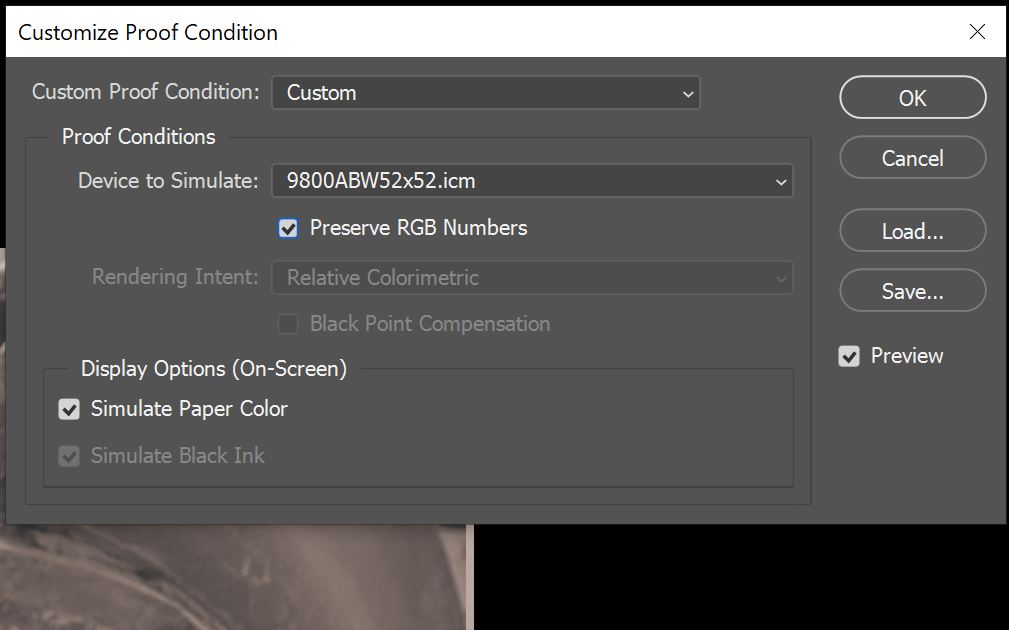 Customize Proof Condition
Custom Proof Condition: Custom
OK
Proof Conditions
Cancel
Device to Simulate: 9800ABW52x52.icm
Preserve RGB Numbers
Load...
Rendering Intent: Relative Colorimetric
Save...
Black Point Compensation
Preview
Display Options (On-Screen)
Simulate Paper Color
Simulate Black Ink